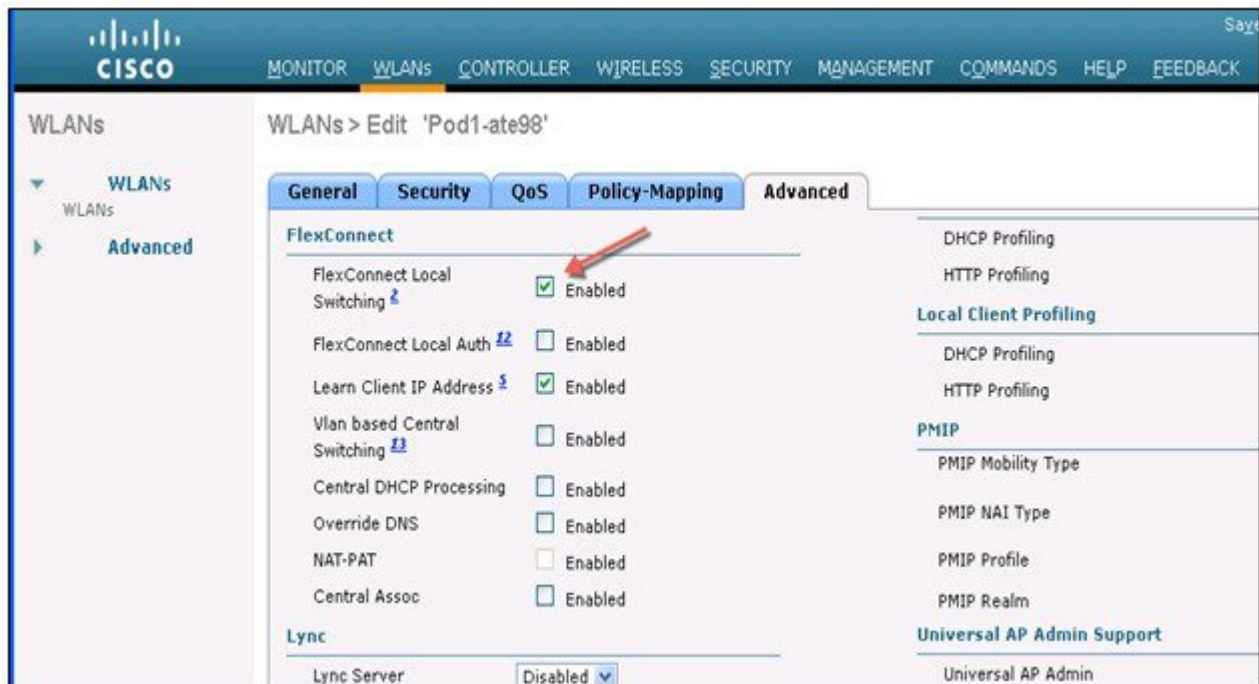 Save
CISCO
MONITOR WLANs CONTROLLER WIRELESS SECURITY MANAGEMENT COMMANDS HELP FEEDBACK
WLANs
WLANs
WLANs
Advanced
WLANs > Edit 'Pod1-ate98'
General Security QoS Policy-Mapping Advanced
FlexConnect
FlexConnect Local
Switching 2 Enabled
FlexConnect Local Auth 12 Enabled
Learn Client IP Address 5 Enabled
Vlan based Central
Switching 13 Enabled
Central DHCP Processing Enabled
Override DNS Enabled
NAT-PAT Enabled
Central Assoc Enabled
Lync
Lync Server Disabled
DHCP Profiling
HTTP Profiling
Local Client Profiling
DHCP Profiling
HTTP Profiling
PMIP
PMIP Mobility Type
PMIP NAI Type
PMIP Profile
PMIP Realm
Universal AP Admin Support
Universal AP Admin